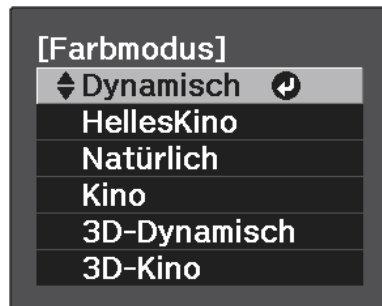 [Farbmodus]
Dynamisch
HellesKino
Natürlich
Kino
3D-Dynamisch
3D-Kino